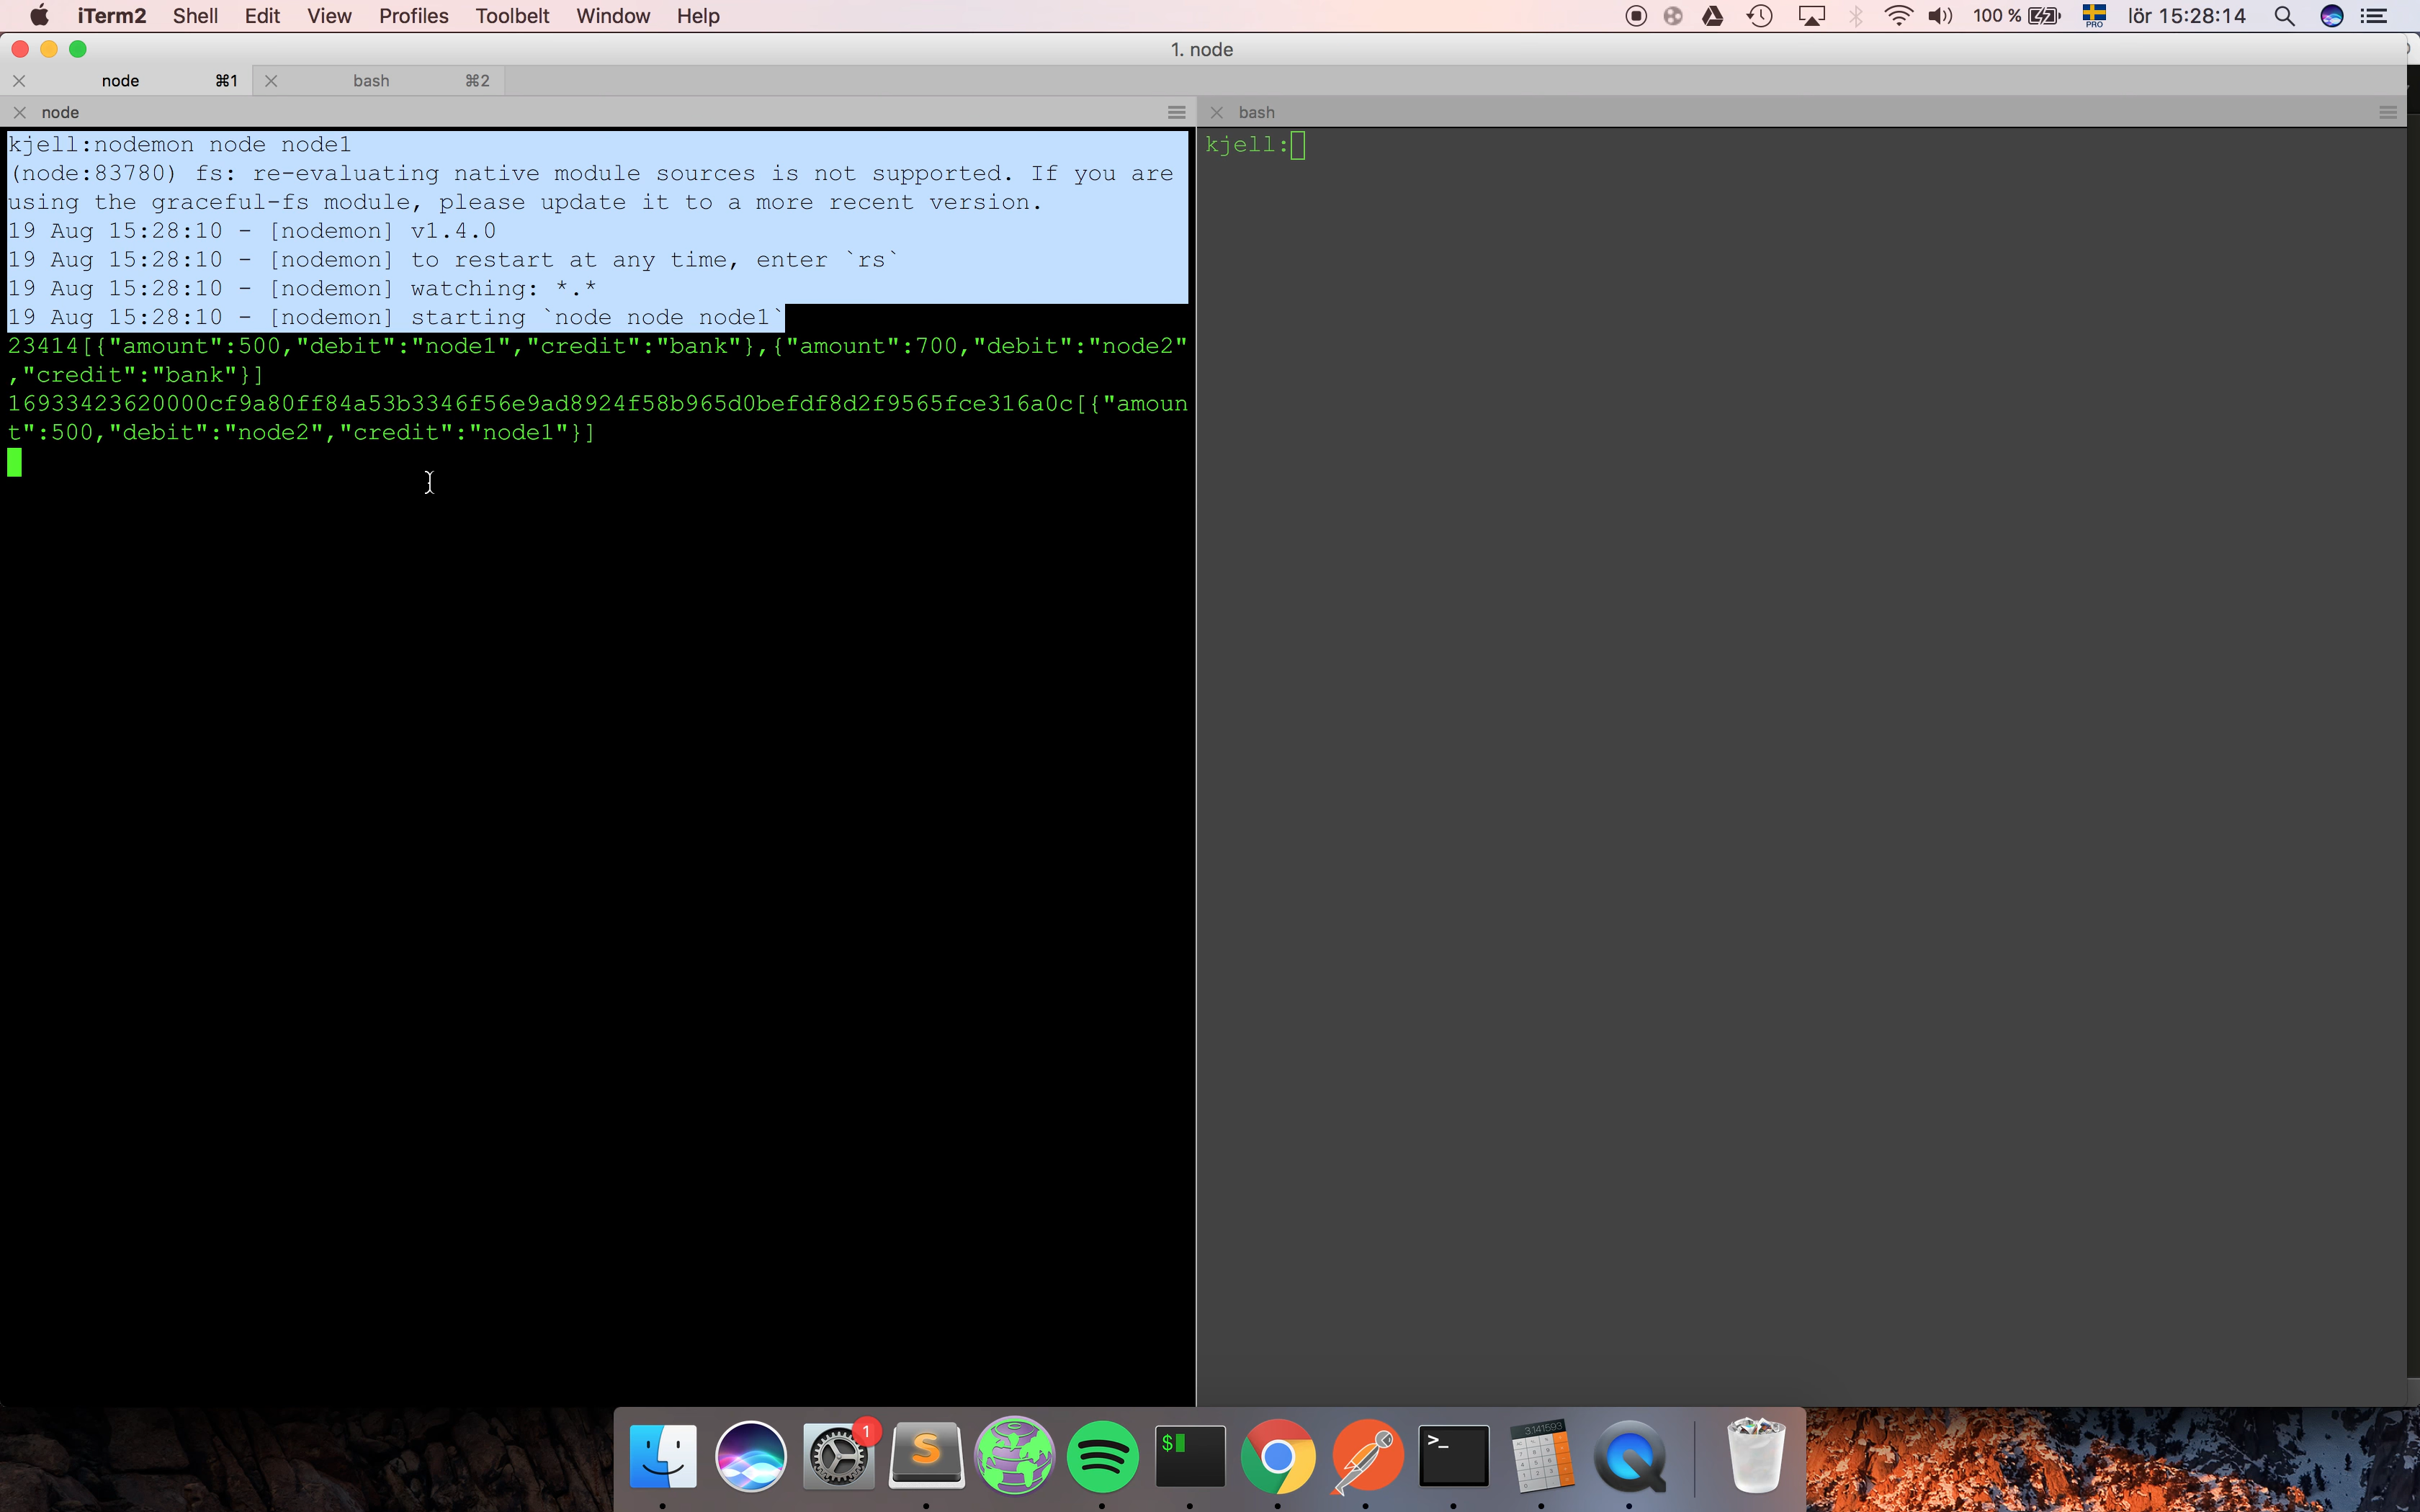 iTerm2 Shell Edit View Profiles Toolbelt Window Help 100 % PRO lör 15:28:14
1. node
node ⌘1 bash ⌘2
node
bash
kjell:nodemon node node1
(node:83780) fs: re-evaluating native module sources is not supported. If you are
using the graceful-fs module, please update it to a more recent version.
19 Aug 15:28:10 - [nodemon] v1.4.0
19 Aug 15:28:10 - [nodemon] to restart at any time, enter `rs`
19 Aug 15:28:10 - [nodemon] watching: *.*
19 Aug 15:28:10 - [nodemon] starting `node node node1`
23414[{"amount":500,"debit":"node1","credit":"bank"},{"amount":700,"debit":"node2"
,"credit":"bank"}]
16933423620000cf9a80ff84a53b3346f56e9ad8924f58b965d0befdf8d2f9565fce316a0c[{"amoun
t":500,"debit":"node2","credit":"node1"}]
kjell:
1
S
$
>_
3.141593